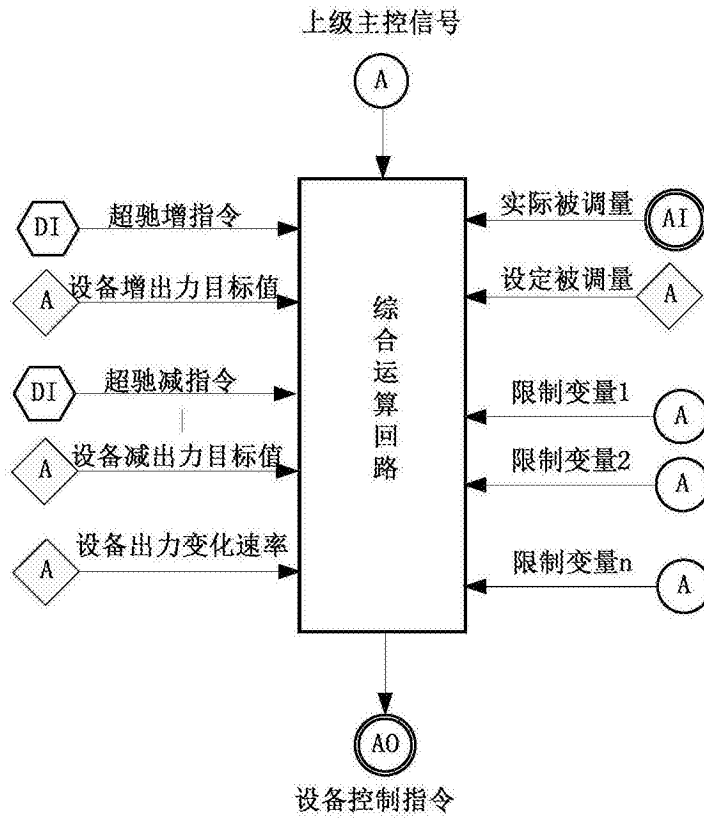 上级主控信号
A
DI
超驰增指令
A
设备增出力目标值
DI
超驰减指令
A
设备减出力目标值
A
设备出力变化速率
综合运算回路
实际被调量
AI
设定被调量
A
限制变量1
A
限制变量2
A
限制变量n
A
AO
设备控制指令